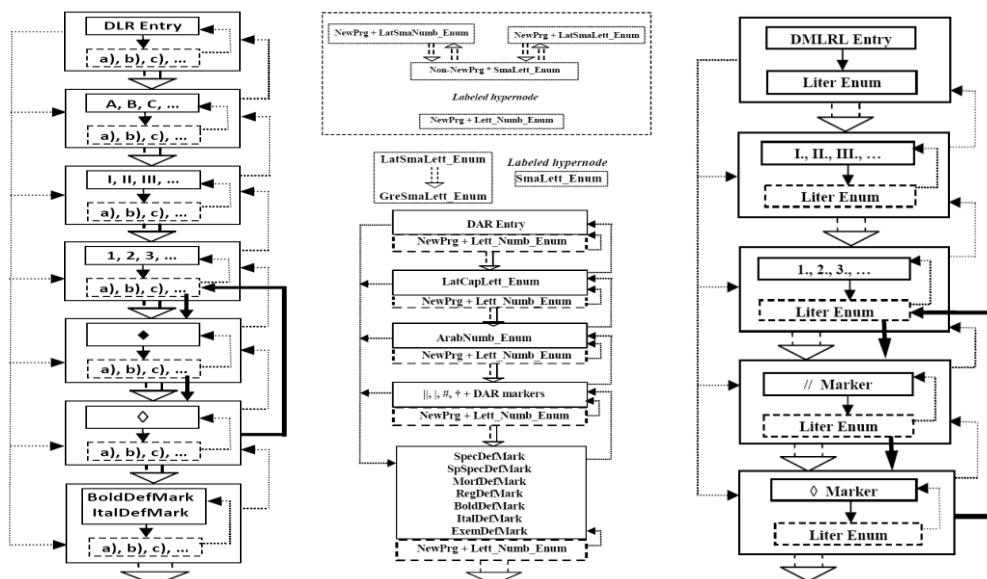 DLR Entry
a), b), c), ...
A, B, C, ...
a), b), c), ...
I, II, III, ...
a), b), c), ...
1, 2, 3, ...
a), b), c), ...
◆
a), b), c), ...
◊
a), b), c), ...
BoldDefMark
ItalDefMark
a), b), c), ...
NewPrg + LatSmaNumb_Enum
NewPrg + LatSmaLett_Enum
Non-NewPrg * SmaLett_Enum
Labeled hypernode
NewPrg + Lett_Numb_Enum
LatSmaLett_Enum
GreSmaLett_Enum
Labeled hypernode
SmaLett_Enum
DAR Entry
NewPrg + Lett_Numb_Enum
LatCapLett_Enum
NewPrg + Lett_Numb_Enum
ArabNumb_Enum
NewPrg + Lett_Numb_Enum
||, |, #, † + DAR markers
NewPrg + Lett_Numb_Enum
SpecDefMark
SpSpecDefMark
MorfDefMark
RegDefMark
BoldDefMark
ItalDefMark
ExemDefMark
NewPrg + Lett_Numb_Enum
DMLRL Entry
Liter Enum
I., II., III., ...
Liter Enum
1., 2., 3., ...
Liter Enum
// Marker
Liter Enum
◊ Marker
Liter Enum